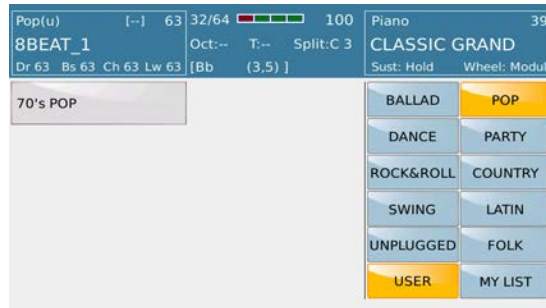 Pop(u) [--] 63
8BEAT_1
Dr 63 Bs 63 Ch 63 Lw 63
32/64 100
Oct:-- T:-- Split:C 3
[Bb (3,5) ]
Piano 39
CLASSIC GRAND
Sust: Hold Wheel: Modul
70's POP
BALLAD POP
DANCE PARTY
ROCK&ROLL COUNTRY
SWING LATIN
UNPLUGGED FOLK
USER MY LIST